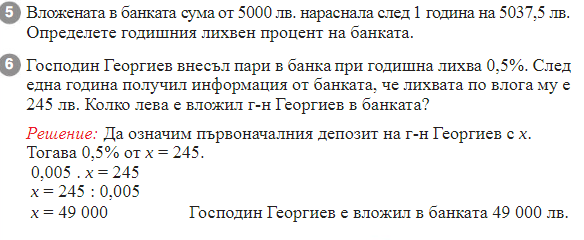 5 Вложената в банката сума от 5000 лв. нараснала след 1 година на 5037,5 лв.
Определете годишния лихвен процент на банката.
6 Господин Георгиев внесъл пари в банка при годишна лихва 0,5%. След
една година получил информация от банката, че лихвата по влога му е
245 лв. Колко лева е вложил г-н Георгиев в банката?
Решение: Да означим първоначалния депозит на г-н Георгиев с x.
Тогава 0,5% от x = 245.
0,005 . x = 245
x = 245 : 0,005
x = 49 000 Господин Георгиев е вложил в банката 49 000 лв.